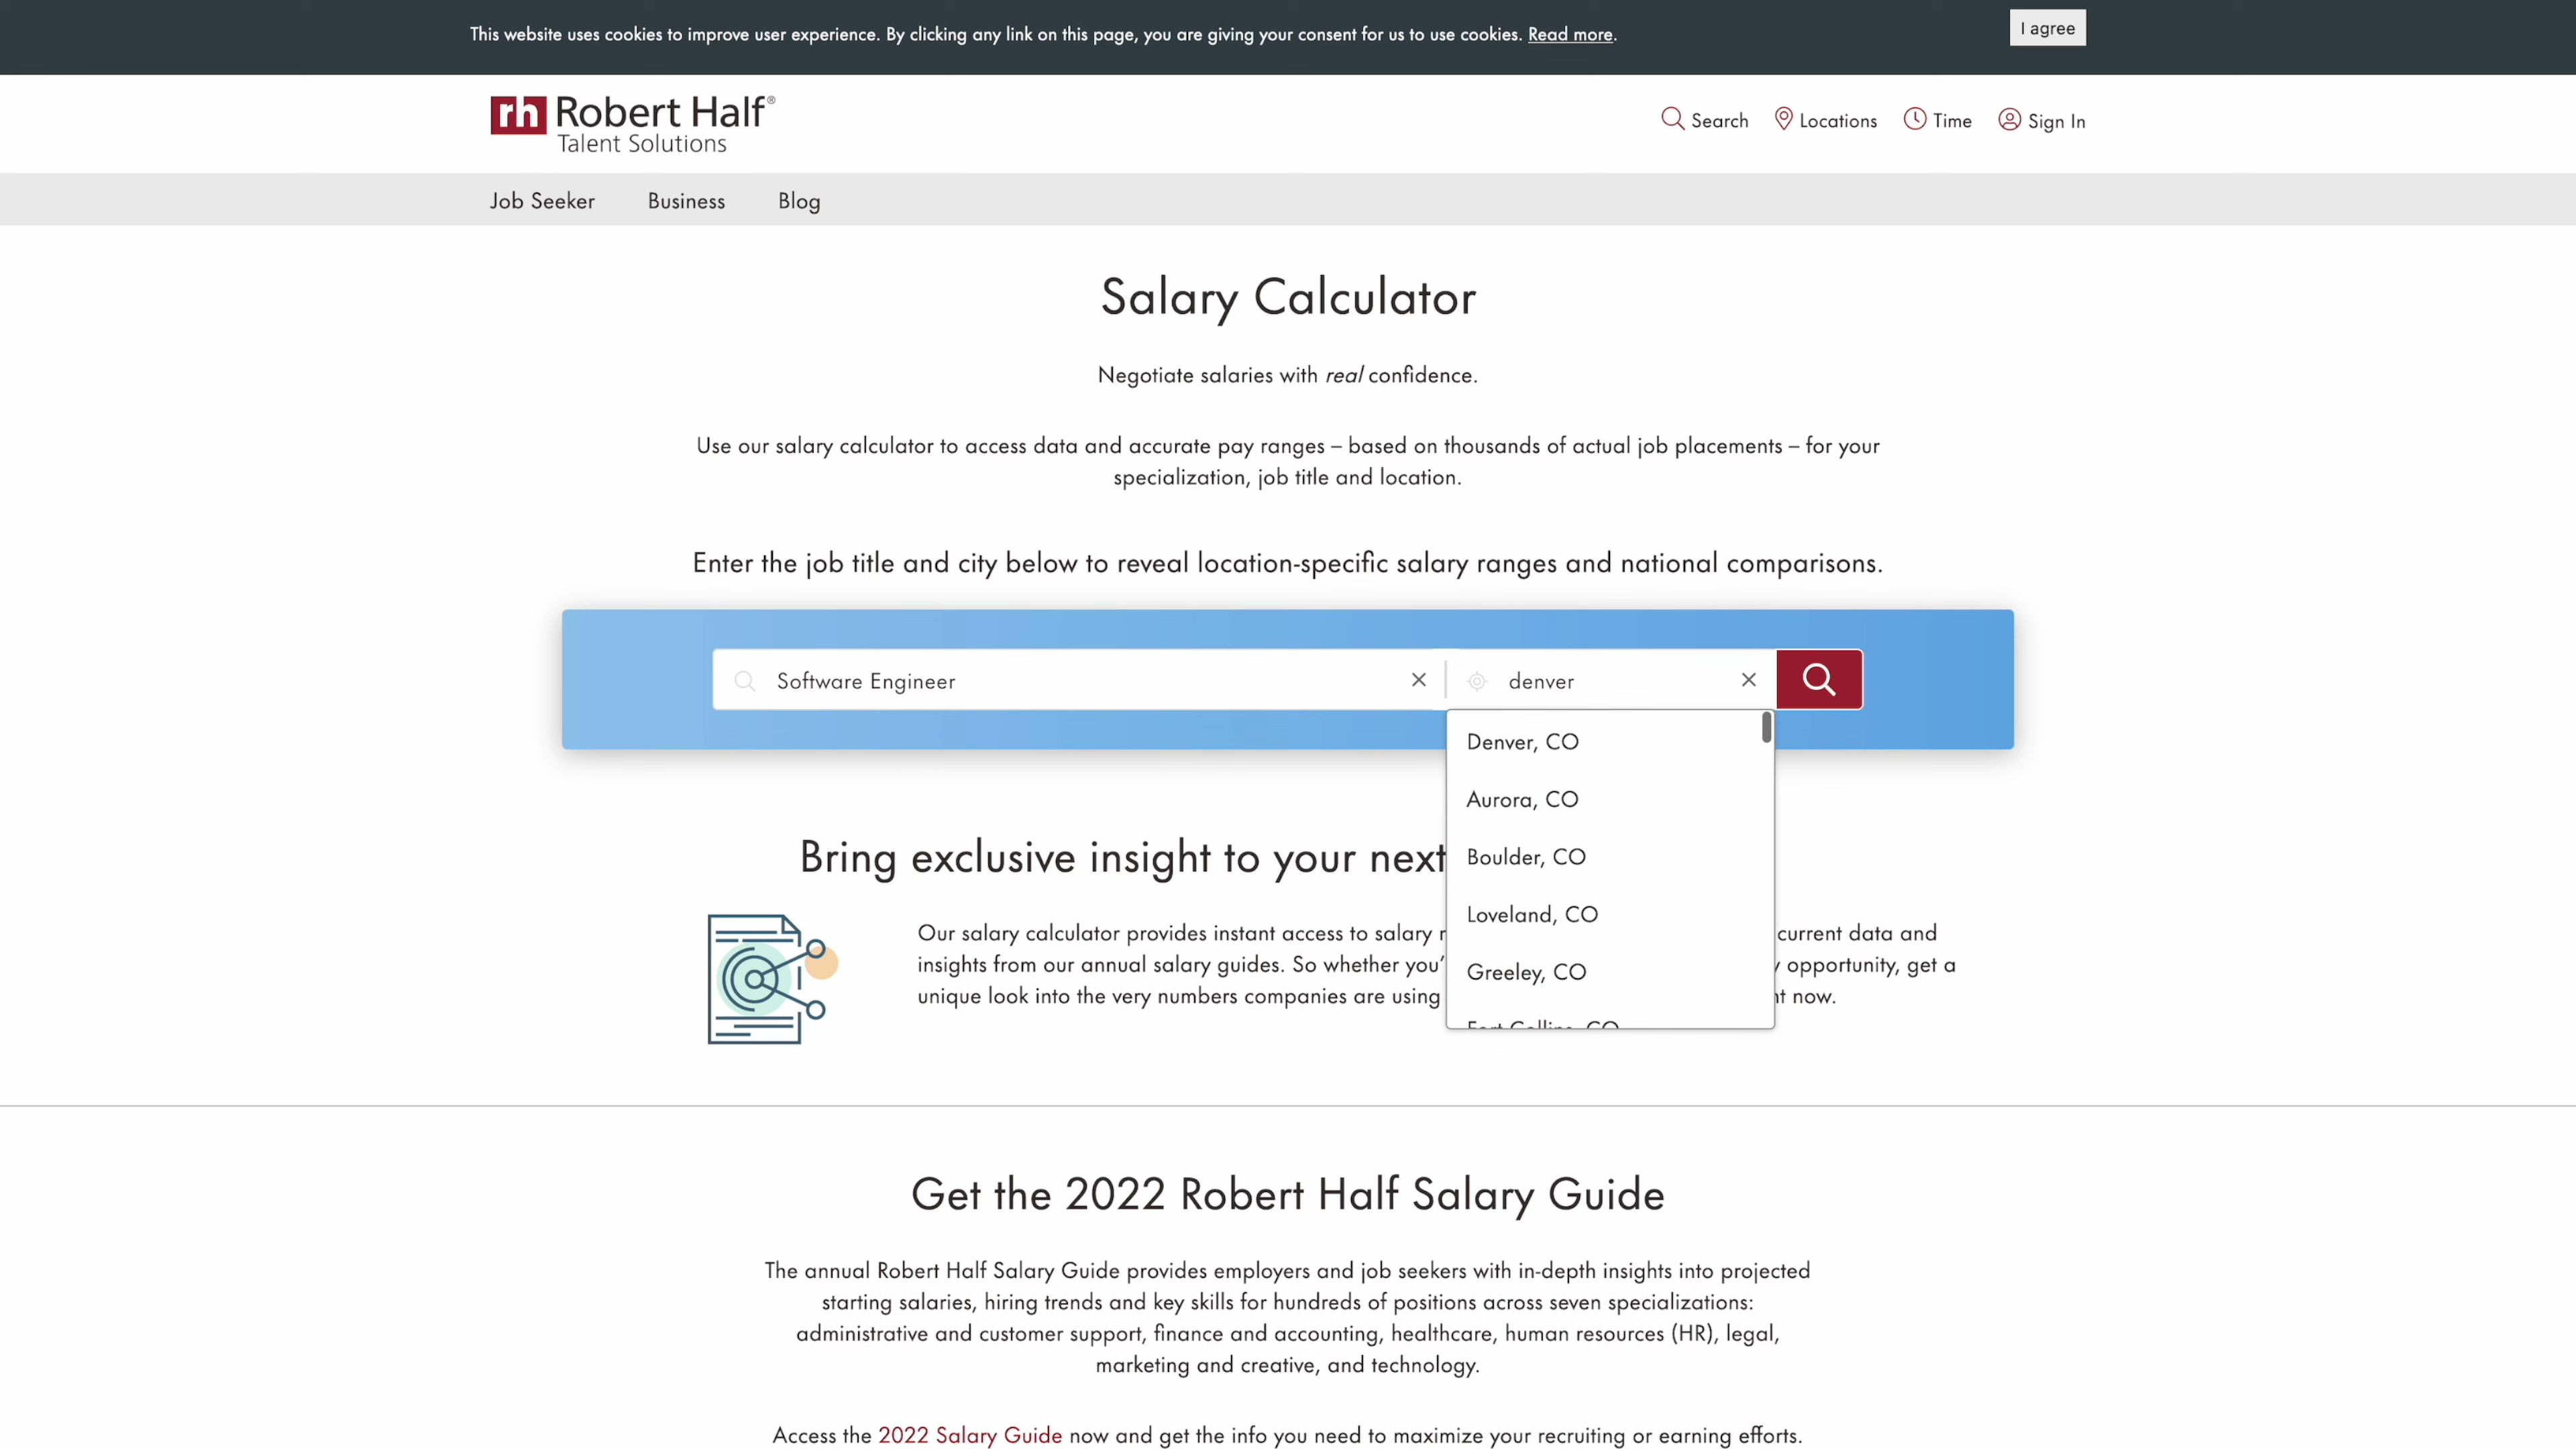 This website uses cookies to improve user experience. By clicking any link on this page, you are giving your consent for us to use cookies. Read more.
I agree
rh Robert Half®
Talent Solutions
Search
Locations
Time
Sign In
Job Seeker
Business
Blog
Salary Calculator
Negotiate salaries with real confidence.
Use our salary calculator to access data and accurate pay ranges – based on thousands of actual job placements – for your
specialization, job title and location.
Enter the job title and city below to reveal location-specific salary ranges and national comparisons.
Software Engineer
denver
Denver, CO
Aurora, CO
Boulder, CO
Loveland, CO
Greeley, CO
Fort Collins, CO
Bring exclusive insight to your next
Our salary calculator provides instant access to salary current data and
insights from our annual salary guides. So whether you' opportunity, get a
unique look into the very numbers companies are using now.
Get the 2022 Robert Half Salary Guide
The annual Robert Half Salary Guide provides employers and job seekers with in-depth insights into projected
starting salaries, hiring trends and key skills for hundreds of positions across seven specializations:
administrative and customer support, finance and accounting, healthcare, human resources (HR), legal,
marketing and creative, and technology.
Access the 2022 Salary Guide now and get the info you need to maximize your recruiting or earning efforts.